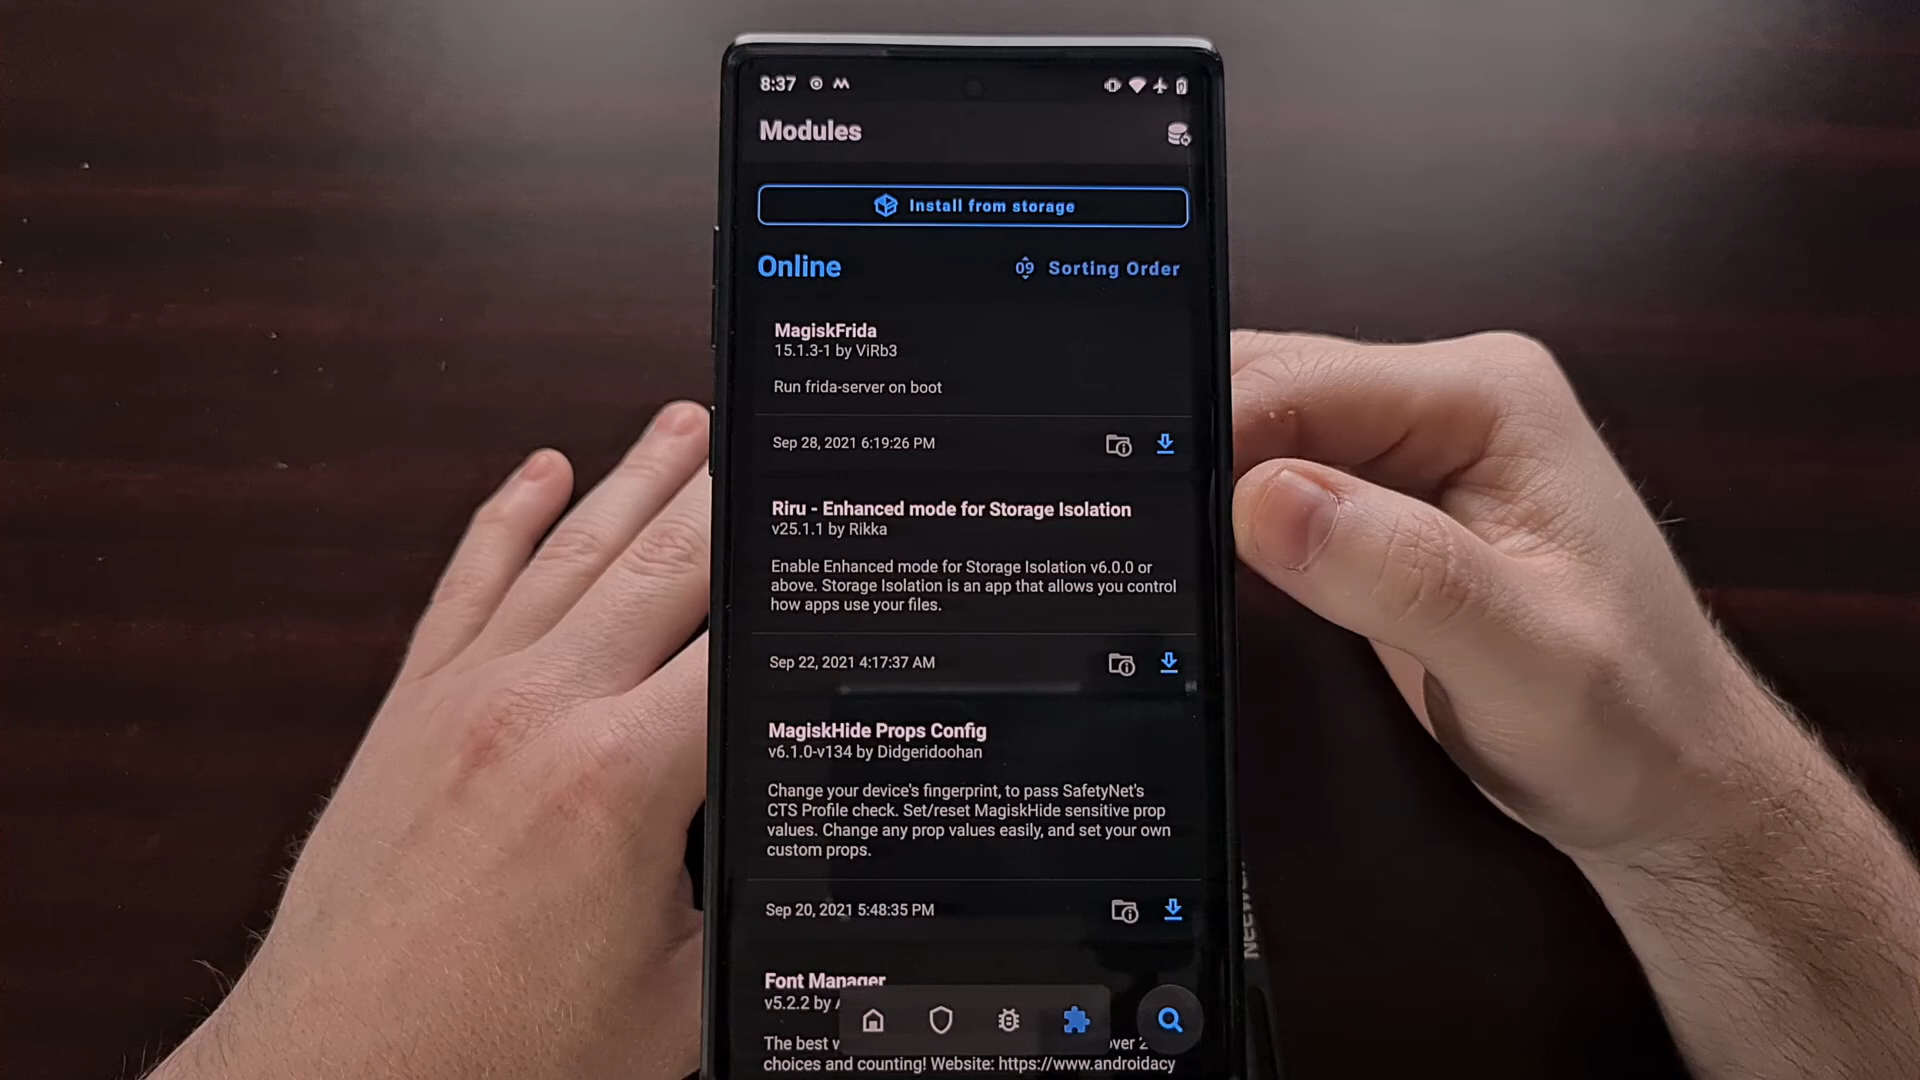 8:37
Modules
Install from storage
Online
09 Sorting Order
MagiskFrida
15.1.3-1 by ViRb3
Run frida-server on boot
Sep 28, 2021 6:19:26 PM
Riru - Enhanced mode for Storage Isolation
v25.1.1 by Rikka
Enable Enhanced mode for Storage Isolation v6.0.0 or
above. Storage Isolation is an app that allows you control
how apps use your files.
Sep 22, 2021 4:17:37 AM
MagiskHide Props Config
v6.1.0-v134 by Didgeridoohan
Change your device's fingerprint, to pass SafetyNet's
CTS Profile check. Set/reset MagiskHide sensitive prop
values. Change any prop values easily, and set your own
custom props.
Sep 20, 2021 5:48:35 PM
Font Manager
v5.2.2 by
The best
choices and counting! Website: https://www.androidacy